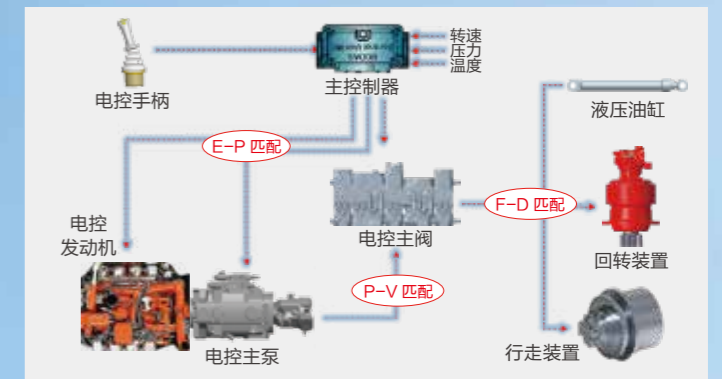 转速
压力
温度
电控手柄
主控制器
液压油缸
E-P 匹配
F-D 匹配
电控主阀
电控
发动机
回转装置
P-V 匹配
电控主泵
行走装置